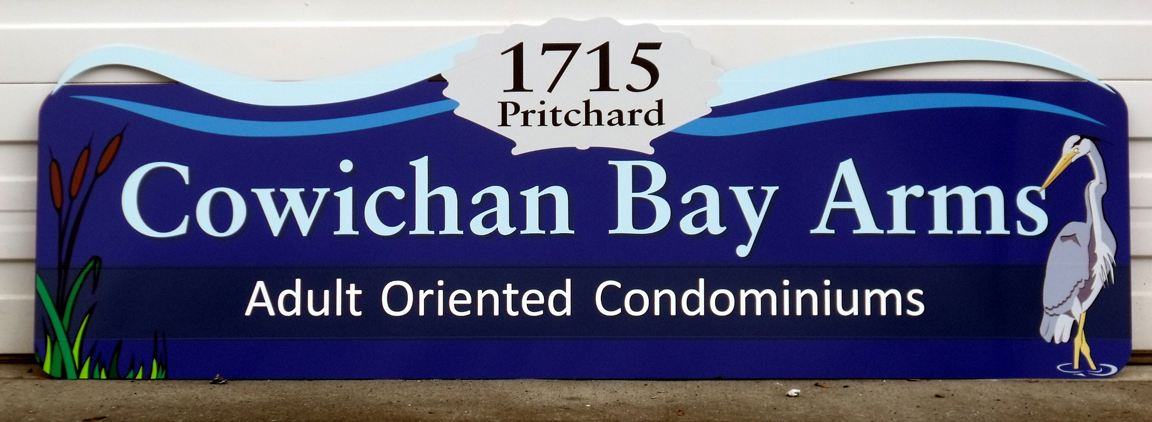 1715
Pritchard
Cowichan Bay Arms
Adult Oriented Condominiums